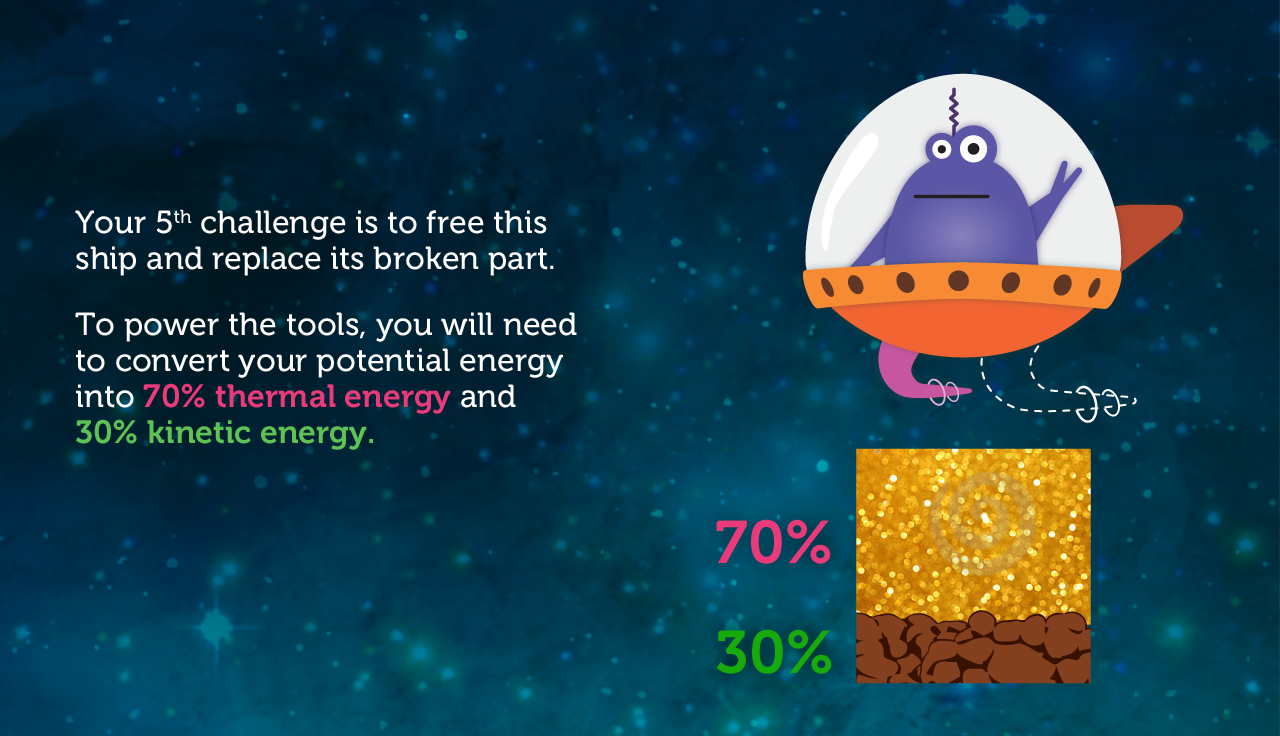 Your 5th challenge is to free this
ship and replace its broken part.
To power the tools, you will need
to convert your potential energy
into 70% thermal energy and
30% kinetic energy.
70%
30%